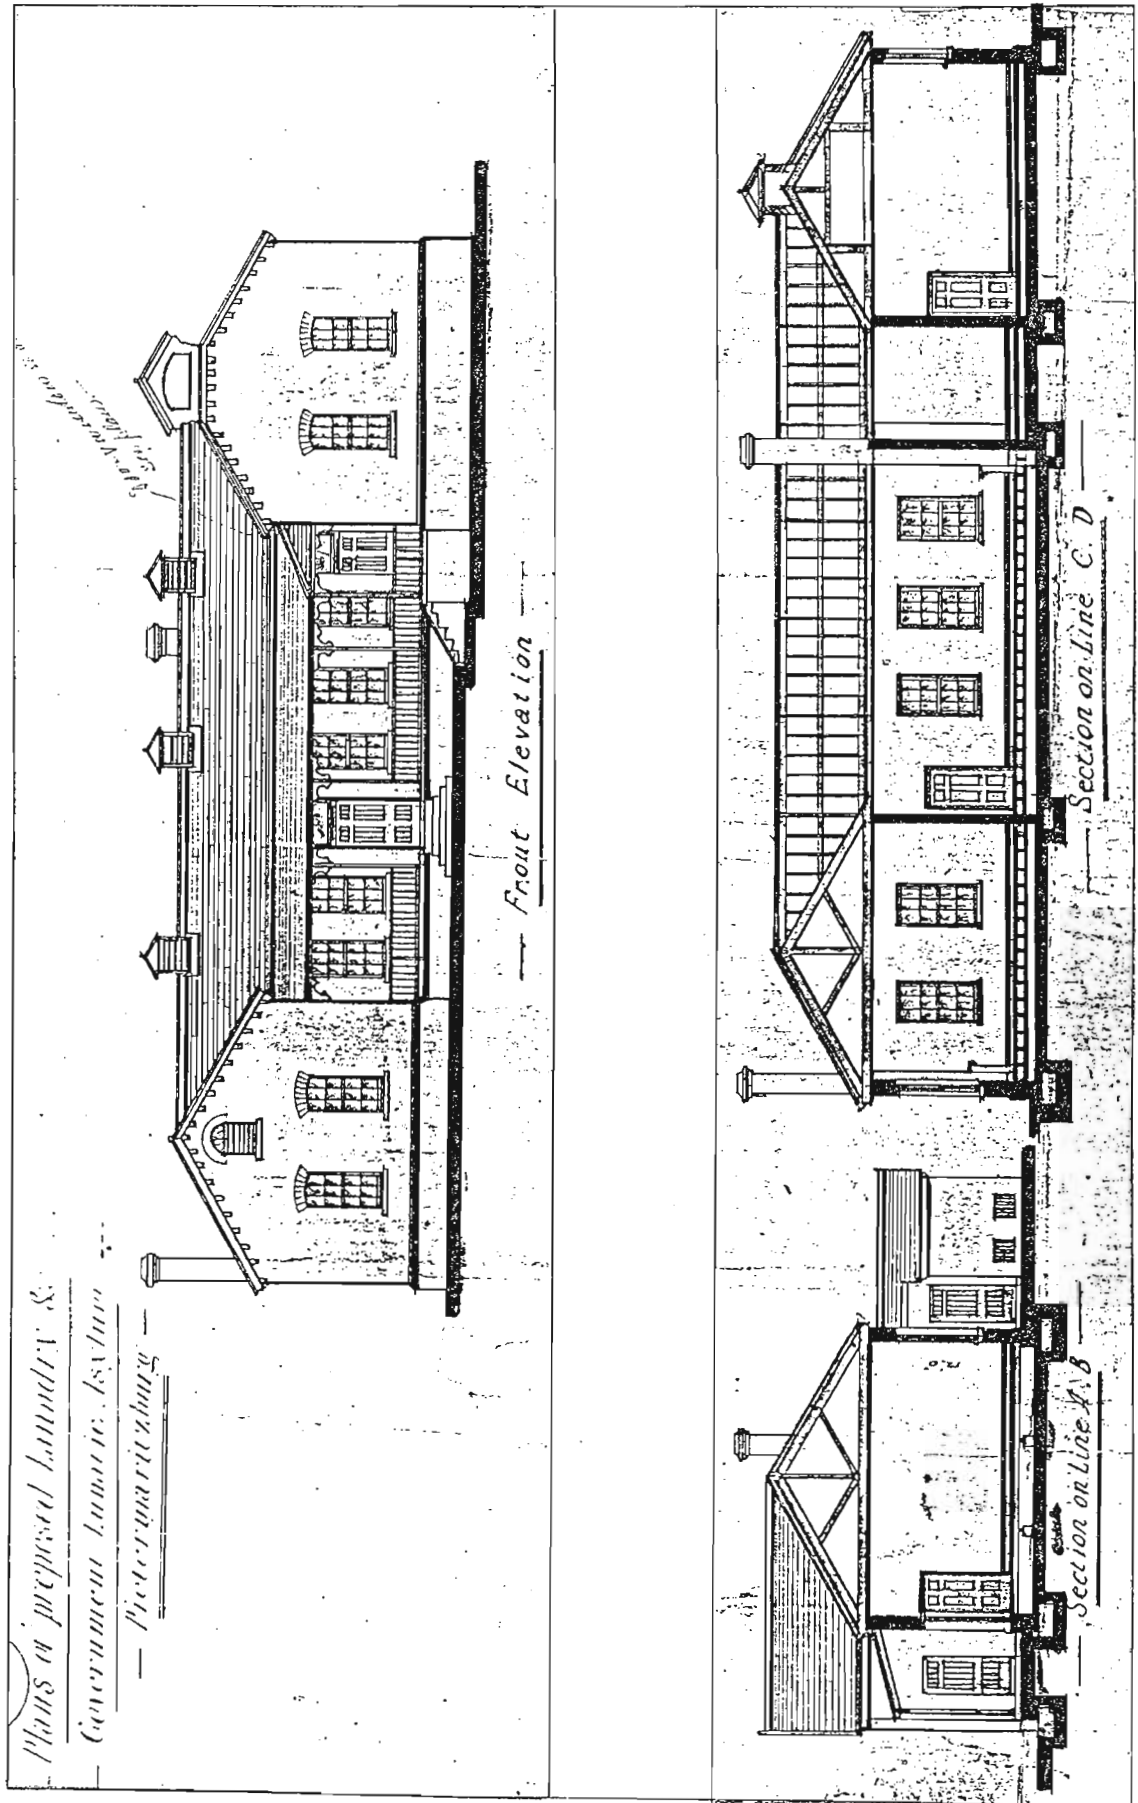 Plans of proposed Laundry &c
Government Lunatic Asylum
— Pietermaritzburg —
— Front Elevation —
Section on Line A.B
— Section on Line C. D —